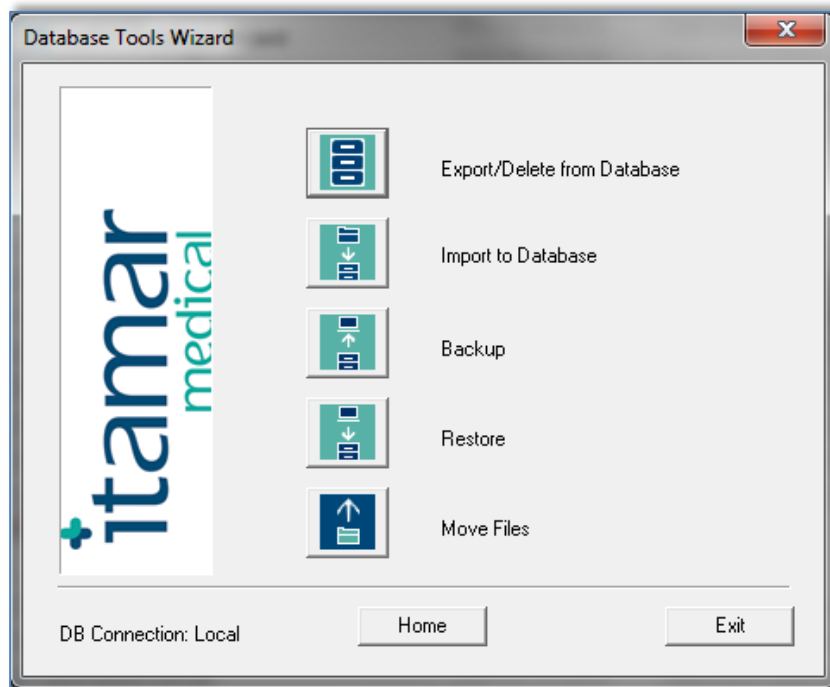 Database Tools Wizard
itamar
medical
Export/Delete from Database
Import to Database
Backup
Restore
Move Files
DB Connection: Local
Home
Exit